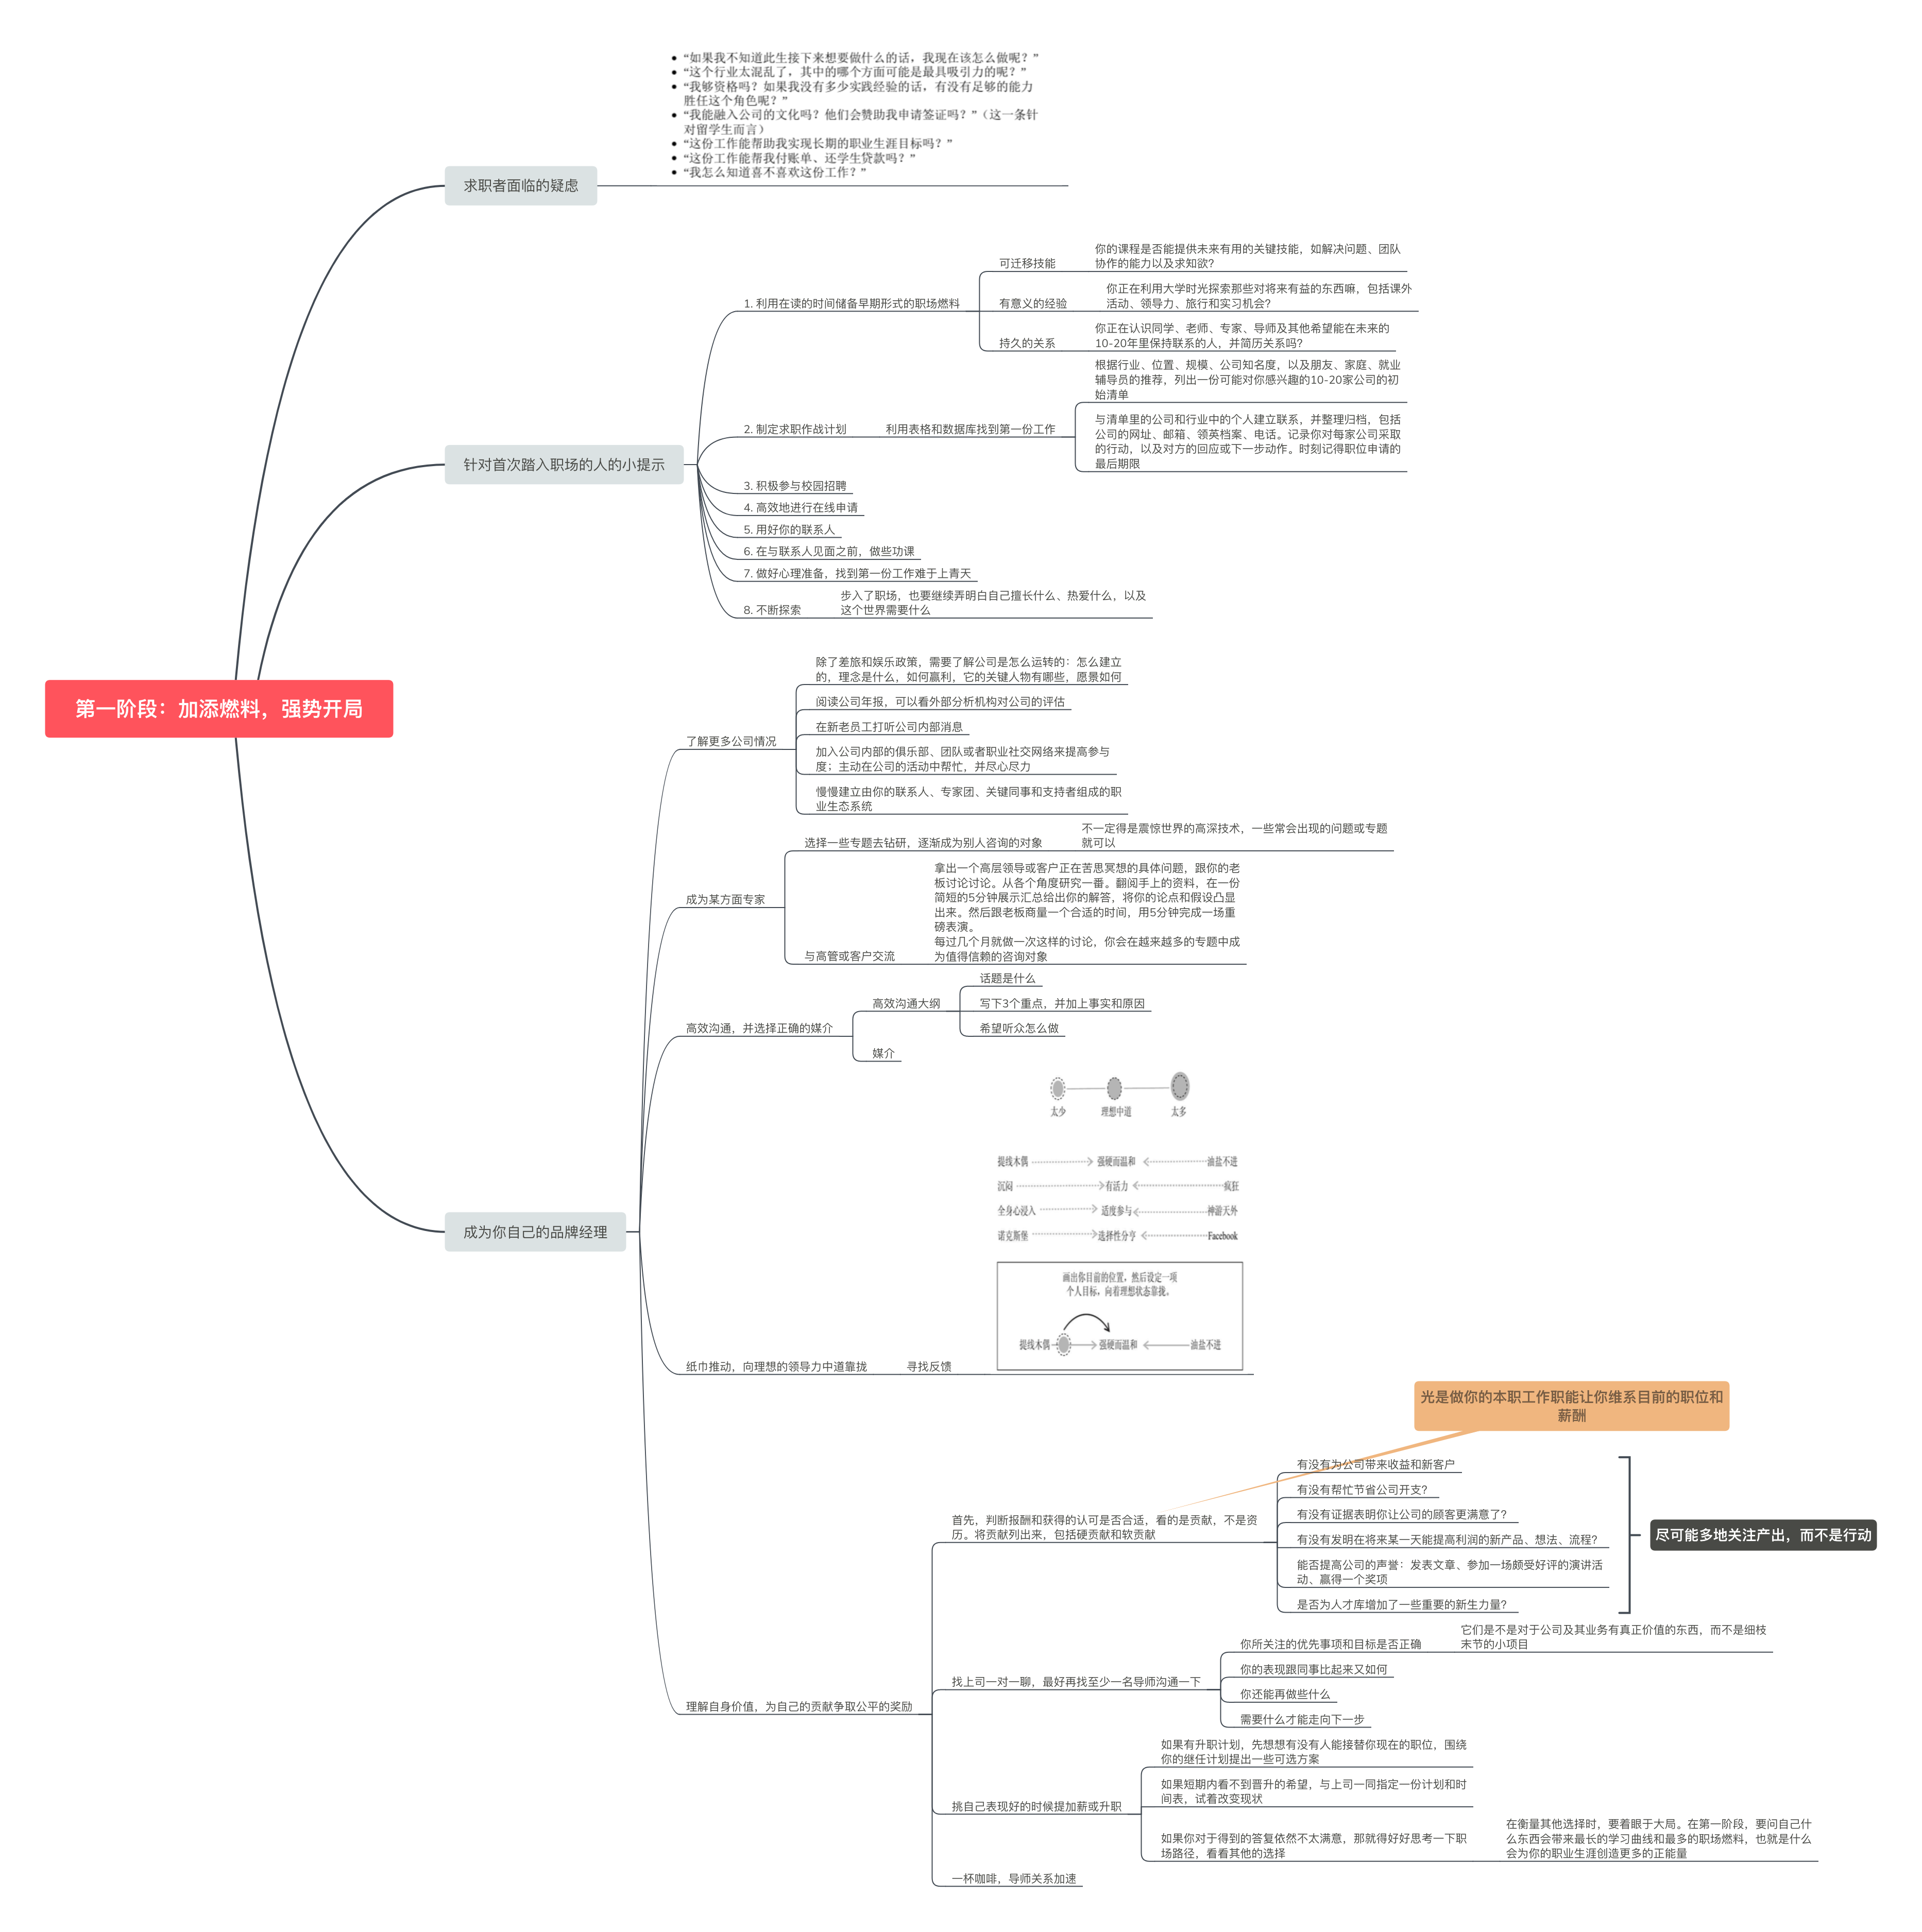 第一阶段：加添燃料，强势开局
求职者面临的疑虑
• “如果我不知道此生接下来想要做什么的话，我现在该怎么做呢？”
• “这个行业太混乱了，其中的哪个方面可能是最具吸引力的呢？”
• “我够资格吗？如果我没有多少实践经验的话，有没有足够的能力
胜任这个角色呢？”
• “我能融入公司的文化吗？他们会赞助我申请签证吗？”（这一条针
对留学生而言）
• “这份工作能帮助我实现长期的职业生涯目标吗？”
• “这份工作能帮我付账单、还学生贷款吗？”
• “我怎么知道喜不喜欢这份工作？”
针对首次踏入职场的人的小提示
1. 利用在读的时间储备早期形式的职场燃料
可迁移技能
你的课程是否能提供未来有用的关键技能，如解决问题、团队
协作的能力以及求知欲？
有意义的经验
你正在利用大学时光探索那些对将来有益的东西嘛，包括课外
活动、领导力、旅行和实习机会？
持久的关系
你正在认识同学、老师、专家、导师及其他希望能在未来的
10-20年里保持联系的人，并简历关系吗？
2. 制定求职作战计划
利用表格和数据库找到第一份工作
根据行业、位置、规模、公司知名度，以及朋友、家庭、就业
辅导员的推荐，列出一份可能对你感兴趣的10-20家公司的初
始清单
与清单里的公司和行业中的个人建立联系，并整理归档，包括
公司的网址、邮箱、领英档案、电话。记录你对每家公司采取
的行动，以及对方的回应或下一步动作。时刻记得职位申请的
最后期限
3. 积极参与校园招聘
4. 高效地进行在线申请
5. 用好你的联系人
6. 在与联系人见面之前，做些功课
7. 做好心理准备，找到第一份工作难于上青天
8. 不断探索
步入了职场，也要继续弄明白自己擅长什么、热爱什么，以及
这个世界需要什么
成为你自己的品牌经理
了解更多公司情况
除了差旅和娱乐政策，需要了解公司是怎么运转的：怎么建立
的，理念是什么，如何赢利，它的关键人物有哪些，愿景如何
阅读公司年报，可以看外部分析机构对公司的评估
在新老员工打听公司内部消息
加入公司内部的俱乐部、团队或者职业社交网络来提高参与
度；主动在公司的活动中帮忙，并尽心尽力
慢慢建立由你的联系人、专家团、关键同事和支持者组成的职
业生态系统
成为某方面专家
选择一些专题去钻研，逐渐成为别人咨询的对象
不一定得是震惊世界的高深技术，一些常会出现的问题或专题
就可以
与高管或客户交流
拿出一个高层领导或客户正在苦思冥想的具体问题，跟你的老
板讨论讨论。从各个角度研究一番。翻阅手上的资料，在一份
简短的5分钟展示汇总给出你的解答，将你的论点和假设凸显
出来。然后跟老板商量一个合适的时间，用5分钟完成一场重
磅表演。
每过几个月就做一次这样的讨论，你会在越来越多的专题中成
为值得信赖的咨询对象
高效沟通，并选择正确的媒介
高效沟通大纲
话题是什么
写下3个重点，并加上事实和原因
希望听众怎么做
媒介
纸巾推动，向理想的领导力中道靠拢
寻找反馈
太少 理想中道 太多
提线木偶 强硬而温和 油盐不进
沉闷 有活力 疯狂
全身心浸入 适度参与 神游天外
诺克斯堡 选择性分享 Facebook
画出你目前的位置，然后设定一项
个人目标，向着理想状态靠拢。
提线木偶 强硬而温和 油盐不进
理解自身价值，为自己的贡献争取公平的奖励
首先，判断报酬和获得的认可是否合适，看的是贡献，不是资
历。将贡献列出来，包括硬贡献和软贡献
光是做你的本职工作职能让你维系目前的职位和
薪酬
有没有为公司带来收益和新客户
有没有帮忙节省公司开支？
有没有证据表明你让公司的顾客更满意了？
有没有发明在将来某一天能提高利润的新产品、想法、流程？
能否提高公司的声誉：发表文章、参加一场颇受好评的演讲活
动、赢得一个奖项
是否为人才库增加了一些重要的新生力量？
尽可能多地关注产出，而不是行动
找上司一对一聊，最好再找至少一名导师沟通一下
你所关注的优先事项和目标是否正确
它们是不是对于公司及其业务有真正价值的东西，而不是细枝
末节的小项目
你的表现跟同事比起来又如何
你还能再做些什么
需要什么才能走向下一步
挑自己表现好的时候提加薪或升职
如果有升职计划，先想想有没有人能接替你现在的职位，围绕
你的继任计划提出一些可选方案
如果短期内看不到晋升的希望，与上司一同指定一份计划和时
间表，试着改变现状
如果你对于得到的答复依然不太满意，那就得好好思考一下职
场路径，看看其他的选择
在衡量其他选择时，要着眼于大局。在第一阶段，要问自己什
么东西会带来最长的学习曲线和最多的职场燃料，也就是什么
会为你的职业生涯创造更多的正能量
一杯咖啡，导师关系加速